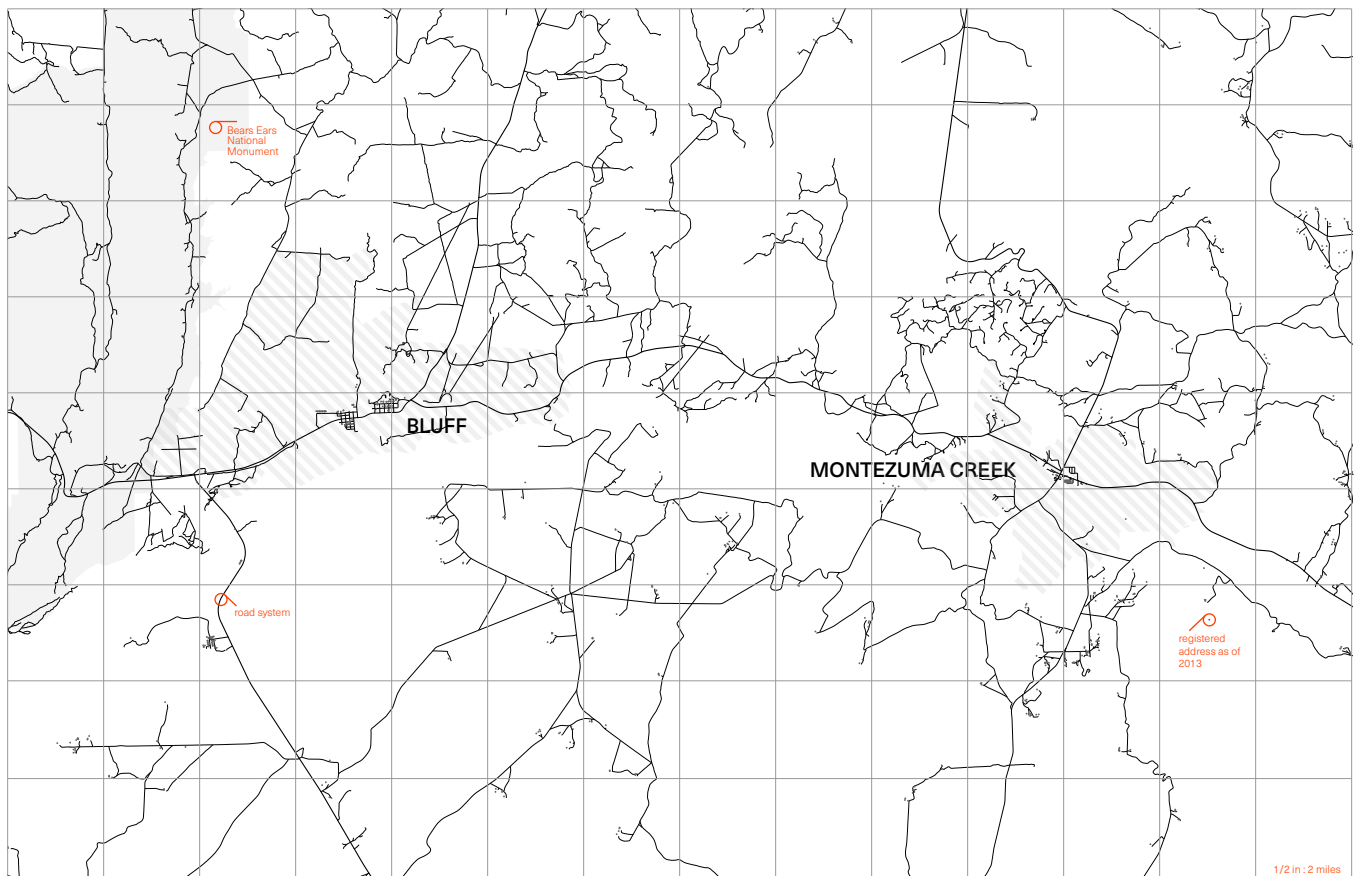 Bears Ears
National
Monument
BLUFF
MONTEZUMA CREEK
road system
registered
address as of
2013
1/2 in : 2 miles